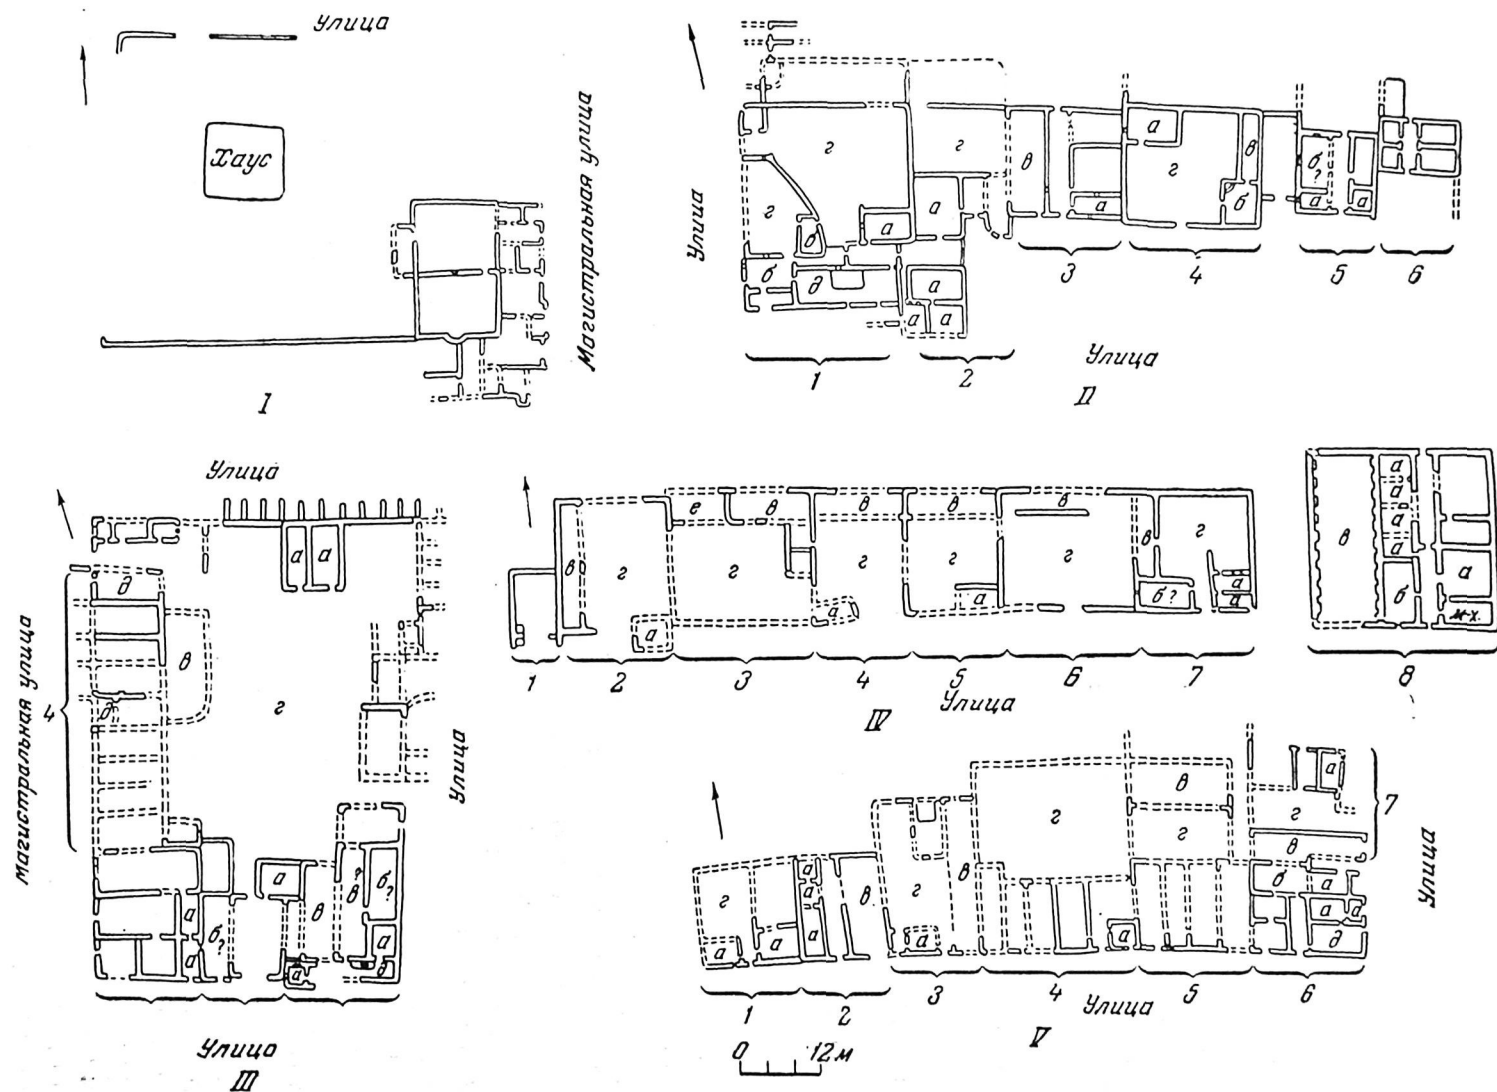 Улица
Хаус
Магистральная улица
I
Улица
а
г
г
в
а
г
в
б
?
г
б
а
а
а
б
а
а
б
д
а
а
а
3
4
5
6
1
2
Улица
II
Улица
а а
д
в
г
Магистральная улица
4
Улица
а
в
?
в
б
?
а
б?
а
а
а
д
Улица
III
е
в
в
в
в
в
г
г
г
г
г
в
г
а
а
а
б?
а
а
1
2
3
4
5
6
7
Улица
IV
в
а
а
а
а
б
а
м-х.
8
в
г
г
а
г
в
7
Улица
г
а
а
а
в
г
в
б
а
а
а
а
а
а
а
д
1
2
3
4
5
6
Улица
V
0 12м